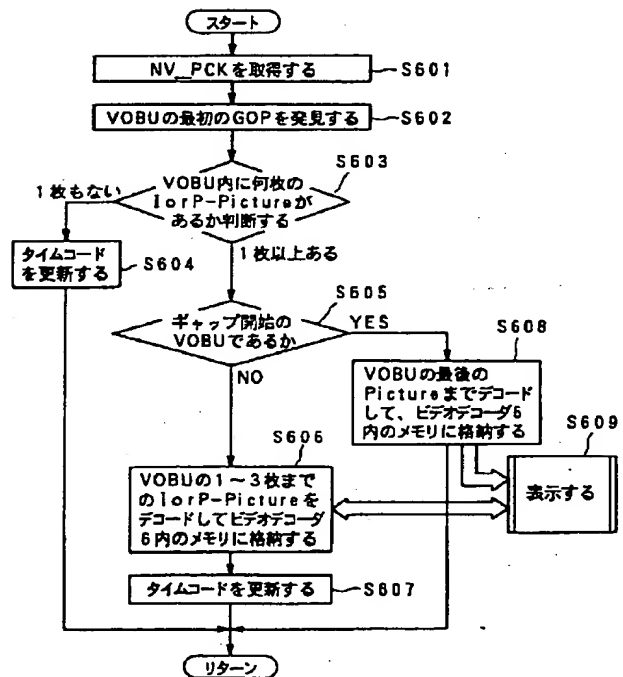 スタート
NV_PCKを取得する
S601
VOBUの最初のGOPを発見する
S602
S603
VOBU内に何枚の
IorP-Pictureが
あるか判断する
1枚もない
1枚以上ある
タイムコード
を更新する
S604
S605
ギャップ開始の
VOBUであるか
YES
NO
S608
VOBUの最後の
Pictureまでデコード
して、ビデオデコーダ6
内のメモリに格納する
S609
表示する
S606
VOBUの1～3枚まで
のIorP-Pictureを
デコードしてビデオデコーダ
6内のメモリに格納する
タイムコードを更新する
S607
リターン